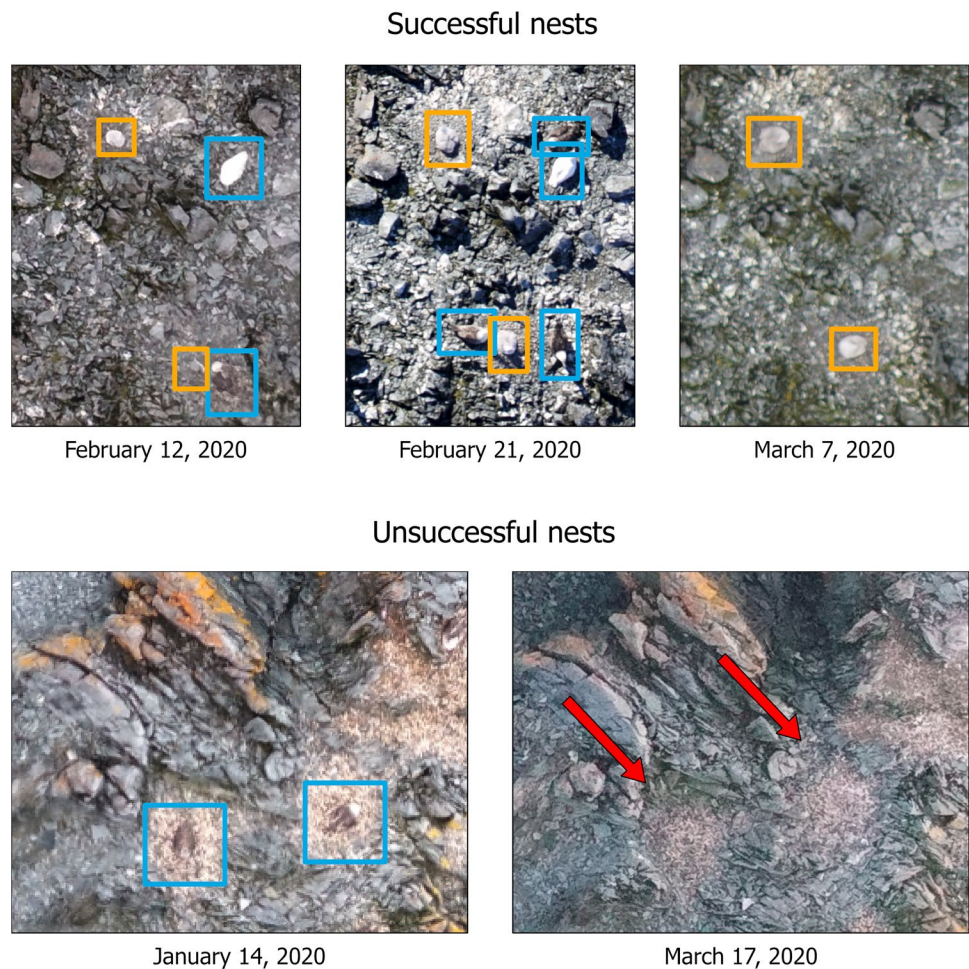 Successful nests
February 12, 2020
February 21, 2020
March 7, 2020
Unsuccessful nests
January 14, 2020
March 17, 2020